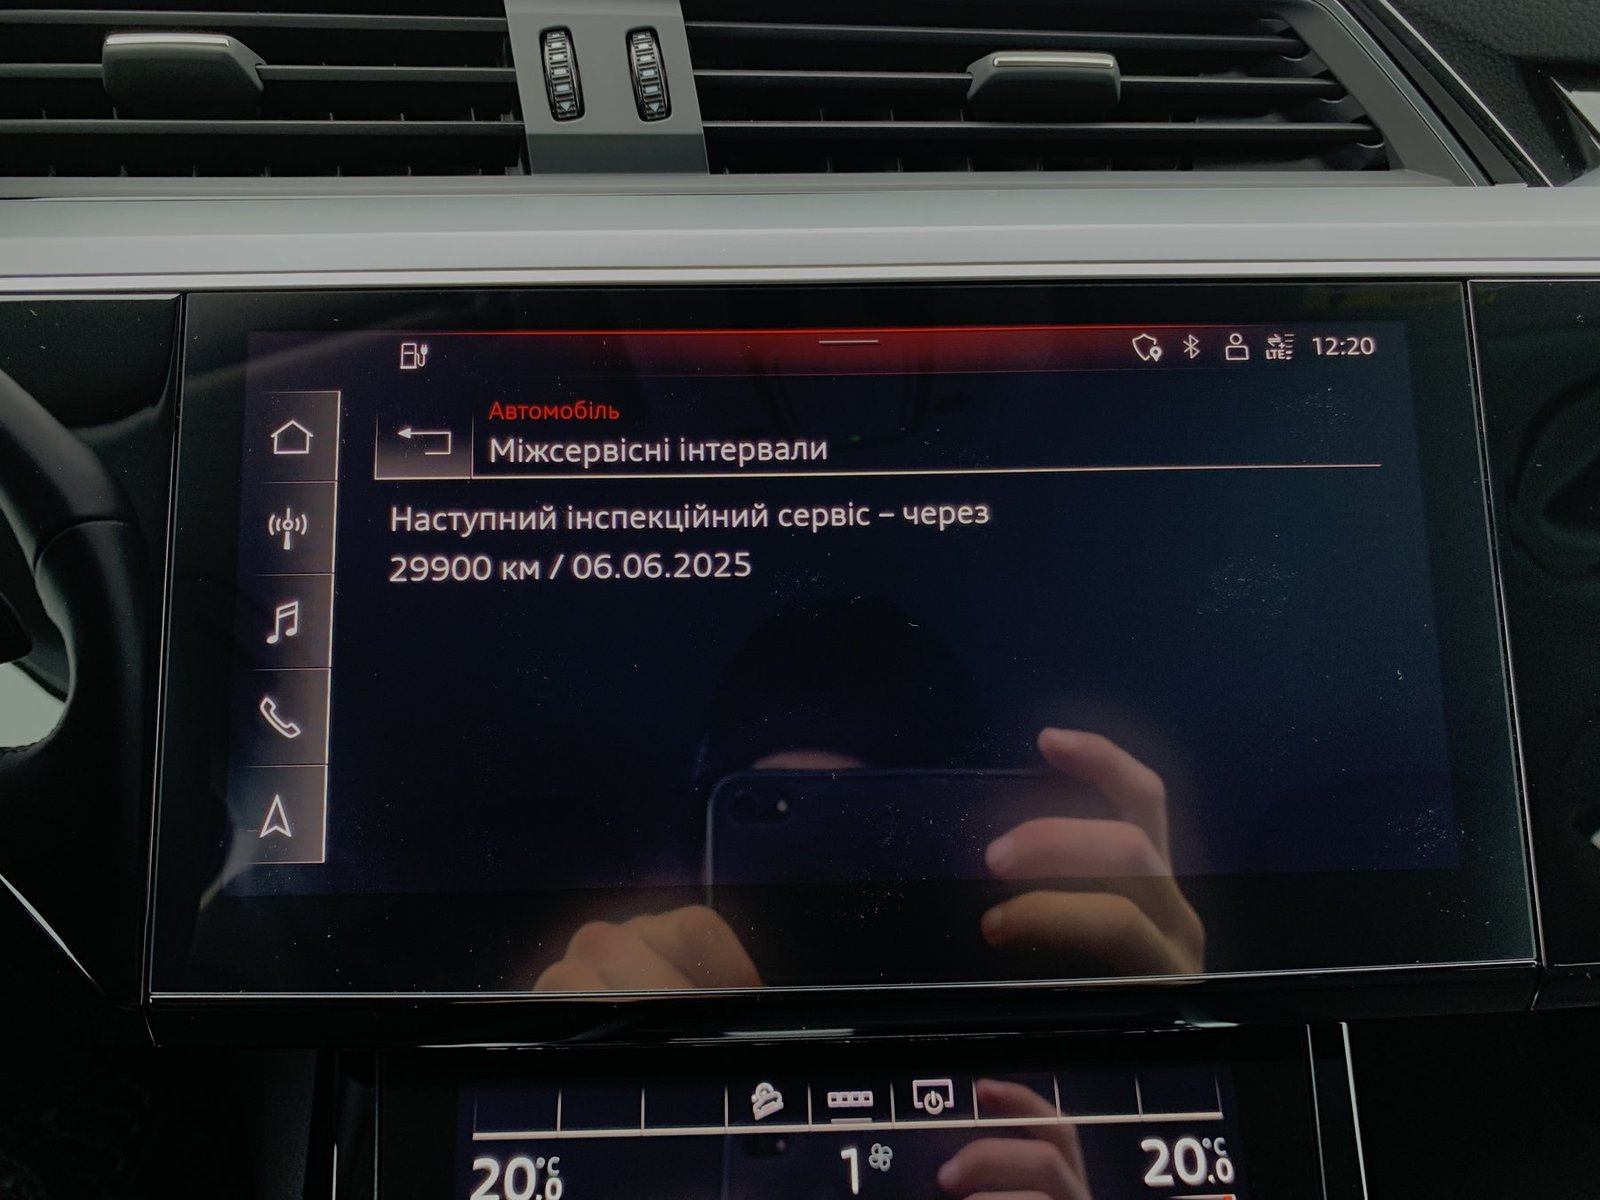 LTE
12:20
Автомобіль
Міжсервісні інтервали
Наступний інспекційний сервіс – через
29900 км / 06.06.2025
20.0°C
1
20.0°C